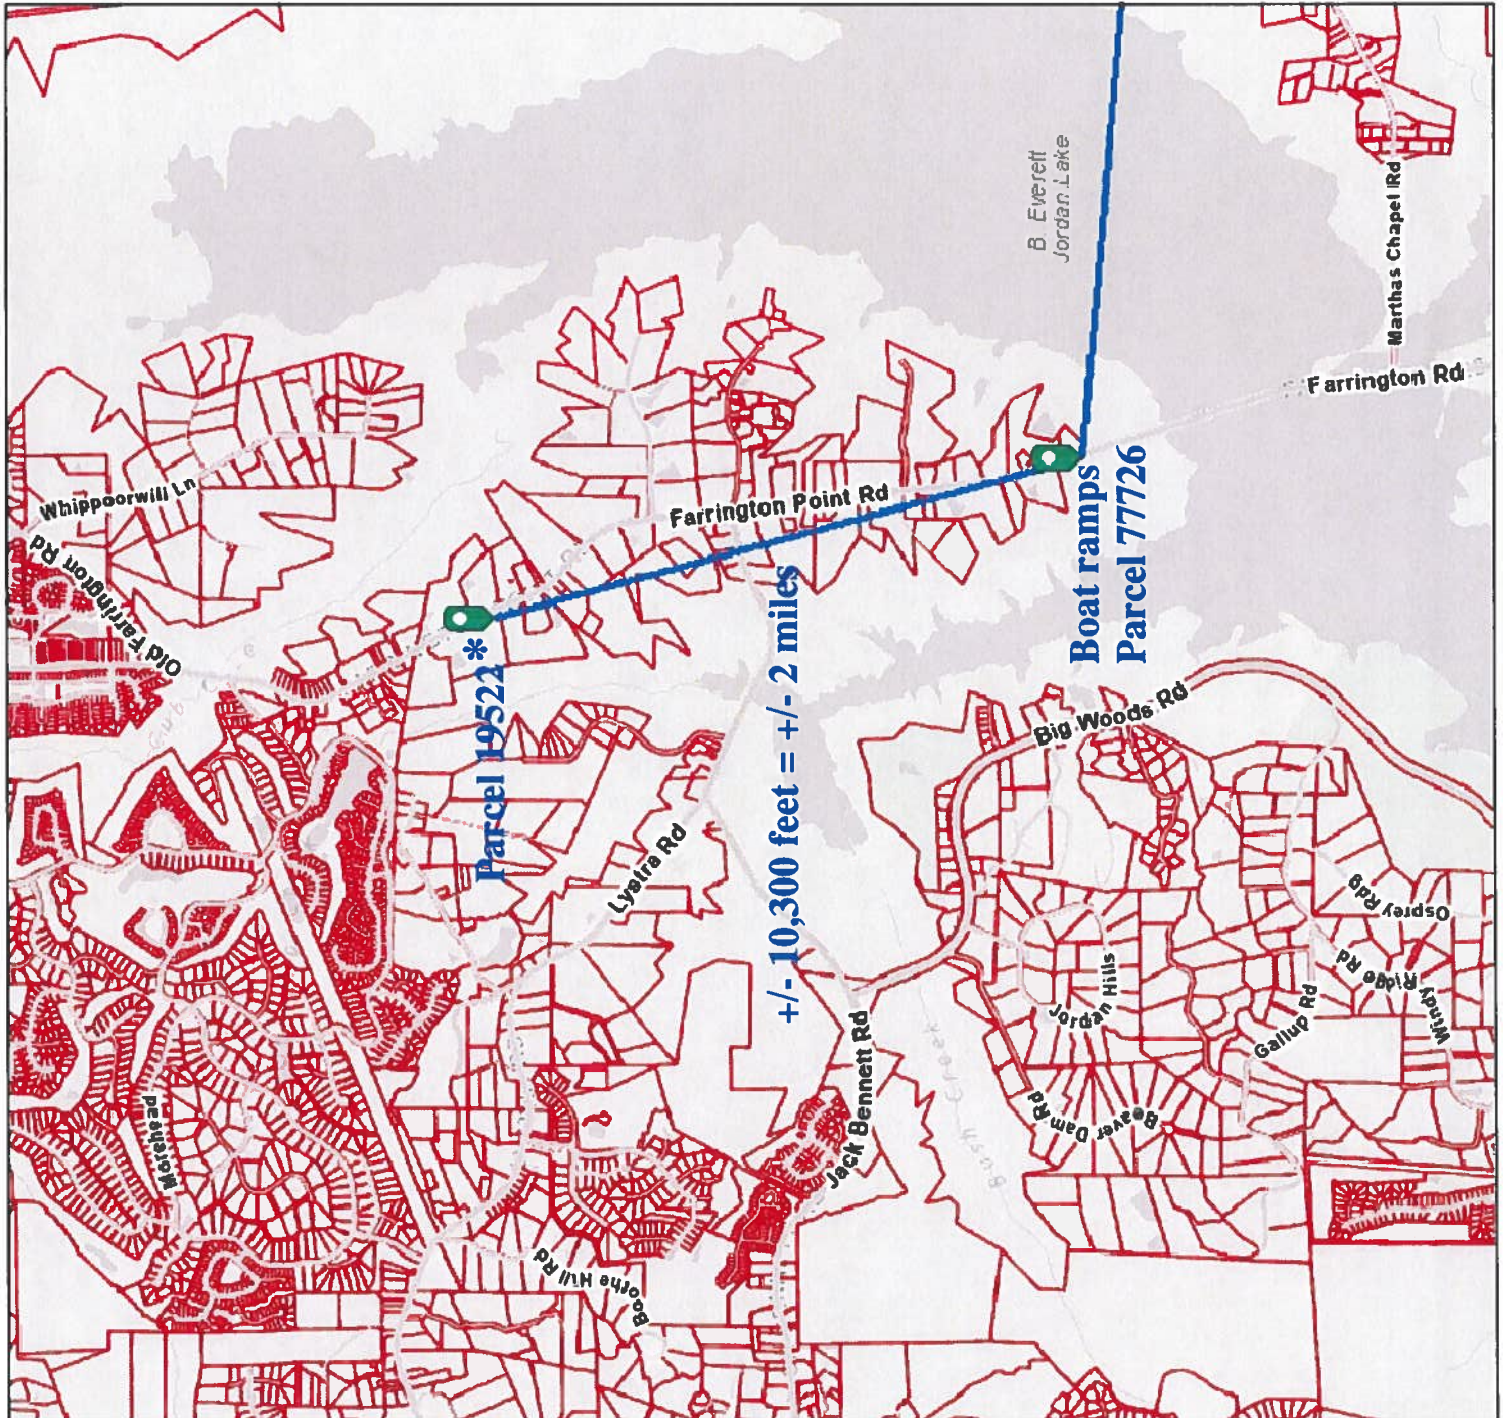 B. Everett
Jordan Lake
Marthas Chapel Rd
Farrington Rd
Whippoorwill Ln
Old Farrington Rd
Farrington Point Rd
Boat ramps
Parcel 77726
Parcel 19522*
+/- 10,300 feet = +/- 2 miles
Big Woods Rd
Lystra Rd
Osprey Rdg
Windy Ridge Rd
Jordan Hills
Gallup Rd
Beaver Dam Rd
Jack Bennett Rd
Bush Creek
Morehead
Boothe Hill Rd